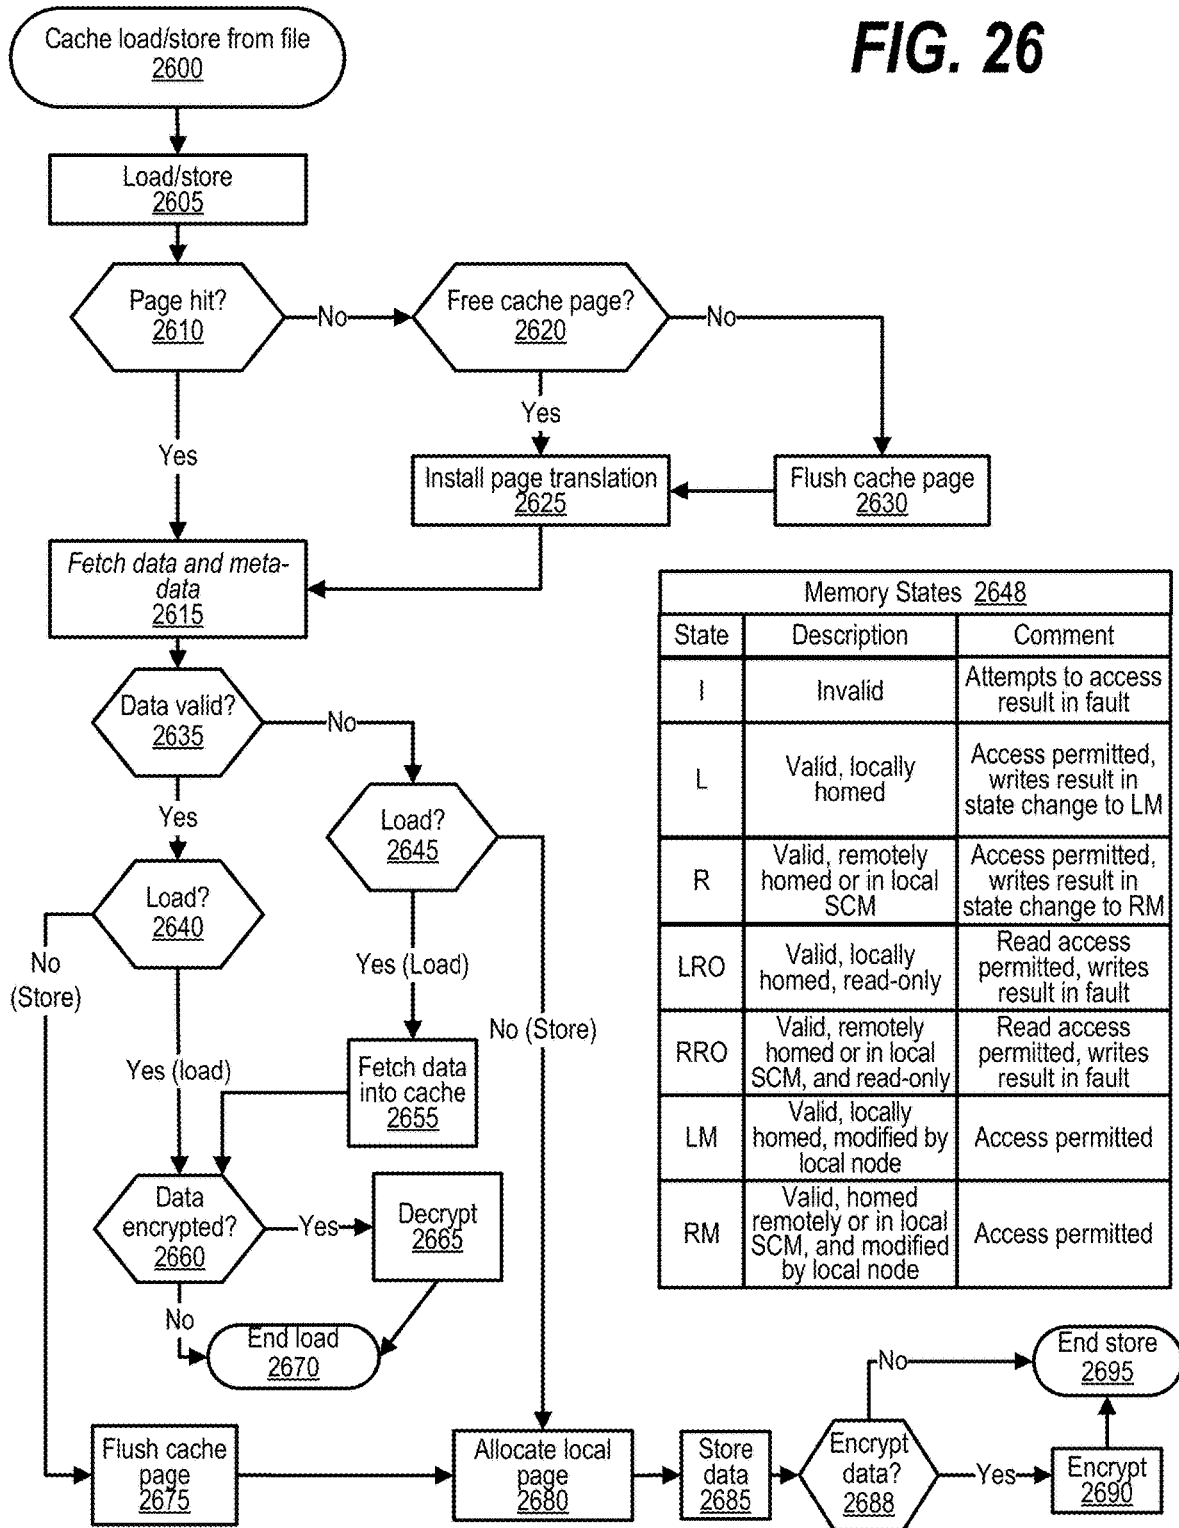 FIG. 26
Cache load/store from file
2600
Load/store
2605
Page hit?
2610
No
Free cache page?
2620
No
Yes
Yes
Install page translation
2625
Flush cache page
2630
Fetch data and meta-
data
2615
Data valid?
2635
No
Yes
Load?
2645
Load?
2640
No
(Store)
Yes (Load)
No (Store)
Yes (load)
Fetch data
into cache
2655
Data
encrypted?
2660
Yes
Decrypt
2665
No
End load
2670
Memory States 2648
State
Description
Comment
I
Invalid
Attempts to access
result in fault
L
Valid, locally
homed
Access permitted,
writes result in
state change to LM
R
Valid, remotely
homed or in local
SCM
Access permitted,
writes result in
state change to RM
LRO
Valid, locally
homed, read-only
Read access
permitted, writes
result in fault
RRO
Valid, remotely
homed or in local
SCM, and read-only
Read access
permitted, writes
result in fault
LM
Valid, locally
homed, modified by
local node
Access permitted
RM
Valid, homed
remotely or in local
SCM, and modified
by local node
Access permitted
Flush cache
page
2675
Allocate local
page
2680
Store
data
2685
Encrypt
data?
2688
No
Yes
Encrypt
2690
End store
2695